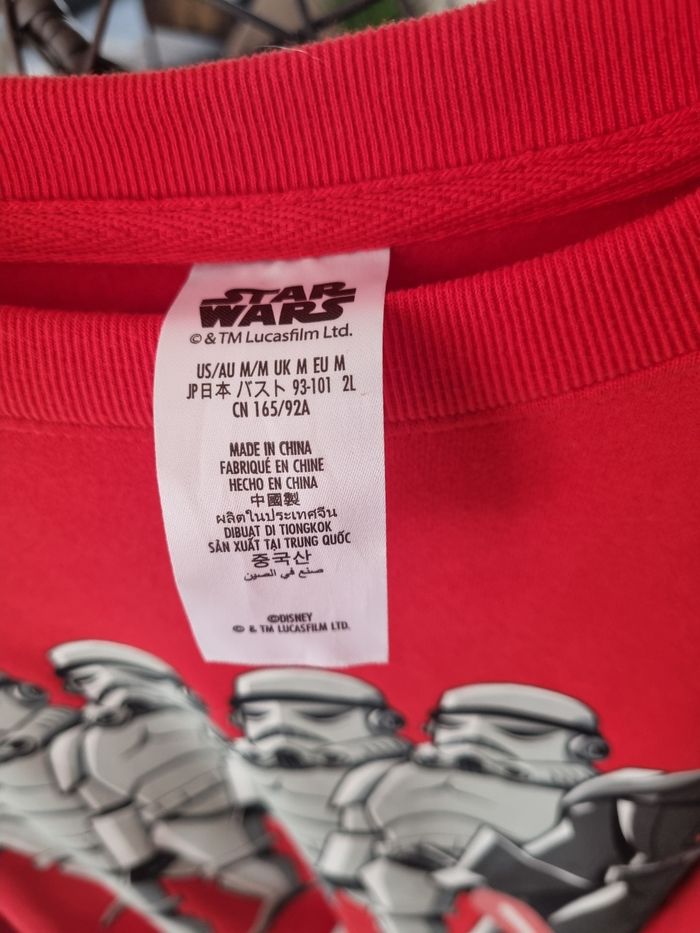 STAR
WARS
© & TM Lucasfilm Ltd.
US/AU M/M UK M EU M
JP日本 バスト 93-101 2L
CN 165/92A
MADE IN CHINA
FABRIQUÉ EN CHINE
HECHO EN CHINA
中國製
ผลิตในประเทศจีน
DIBUAT DI TIONGKOK
SẢN XUẤT TẠI TRUNG QUỐC
중국산
صنع في الصين
©DISNEY
© & TM LUCASFILM LTD.